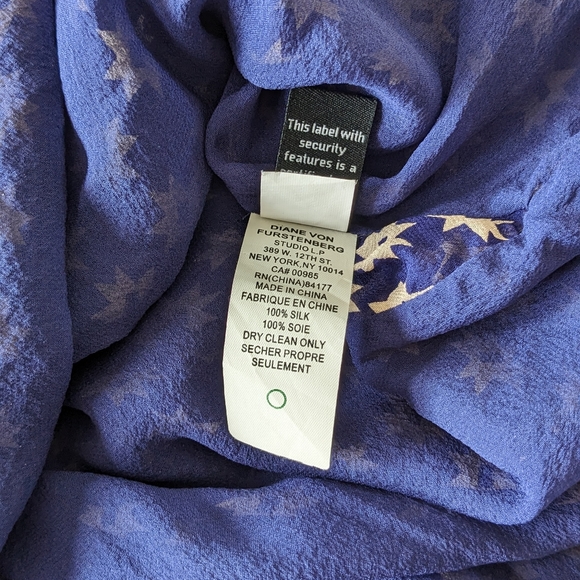 This label with
security
features is a
DIANE VON
FURSTENBERG
STUDIO L.P
389 W. 12TH ST.
NEW YORK,NY 10014
CA# 00985
RN(CHINA)84177
MADE IN CHINA
FABRIQUE EN CHINE
100% SILK
100% SOIE
DRY CLEAN ONLY
SECHER PROPRE
SEULEMENT